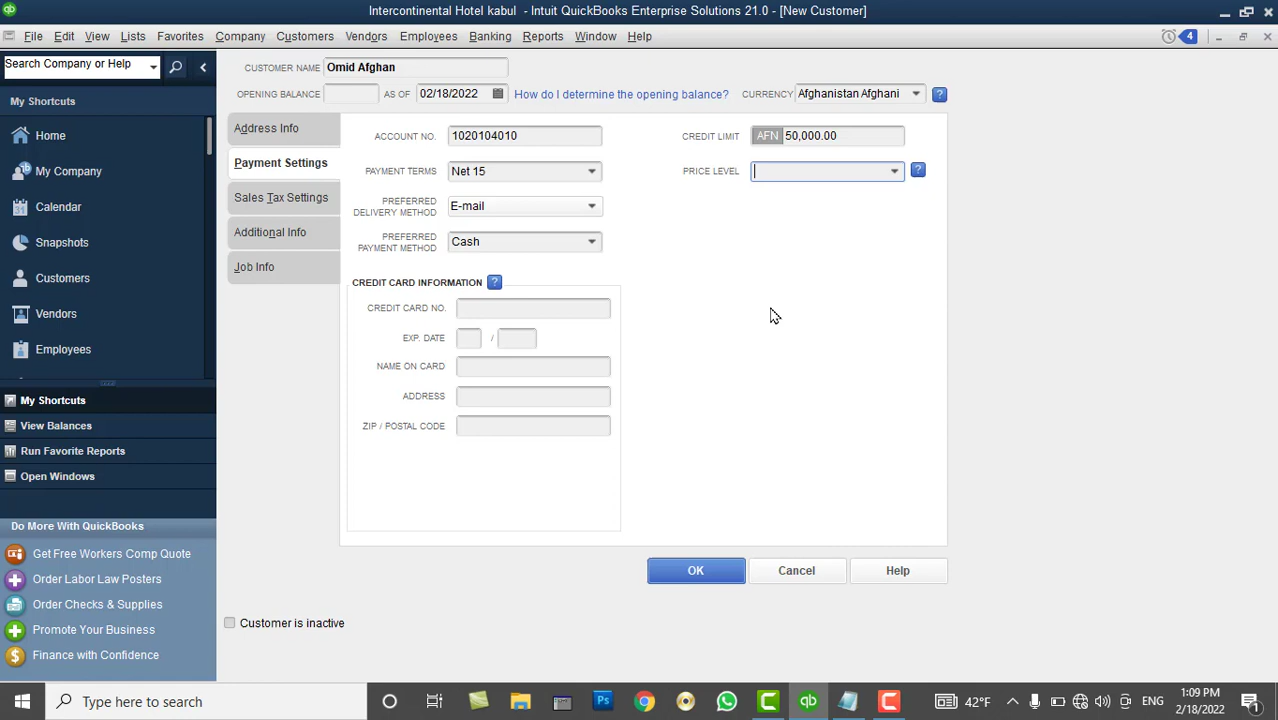 Intercontinental Hotel kabul - Intuit QuickBooks Enterprise Solutions 21.0 - [New Customer]
File Edit View Lists Favorites Company Customers Vendors Employees Banking Reports Window Help 4
Search Company or Help
My Shortcuts
Home
My Company
Calendar
Snapshots
Customers
Vendors
Employees
My Shortcuts
View Balances
Run Favorite Reports
Open Windows
Do More With QuickBooks
Get Free Workers Comp Quote
Order Labor Law Posters
Order Checks & Supplies
Promote Your Business
Finance with Confidence
CUSTOMER NAME Omid Afghan
OPENING BALANCE AS OF 02/18/2022 How do I determine the opening balance? CURRENCY Afghanistan Afghani ?
Address Info
Payment Settings
Sales Tax Settings
Additional Info
Job Info
ACCOUNT NO. 1020104010
PAYMENT TERMS Net 15
PREFERRED
DELIVERY METHOD E-mail
PREFERRED
PAYMENT METHOD Cash
CREDIT LIMIT AFN 50,000.00
PRICE LEVEL ?
CREDIT CARD INFORMATION ?
CREDIT CARD NO.
EXP. DATE /
NAME ON CARD
ADDRESS
ZIP / POSTAL CODE
OK Cancel Help
Customer is inactive
Type here to search
Ps
qb
42°F
ENG
1:09 PM
2/18/2022
1